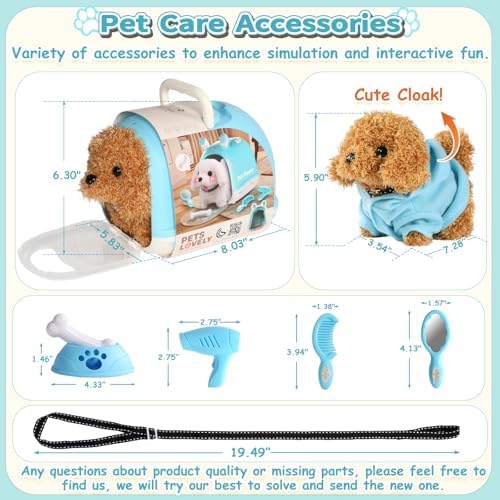 Pet Care Accessories
Variety of accessories to enhance simulation and interactive fun.
Cute Cloak!
6.30"
5.83"
8.03"
PETS
LOVELY
5.90"
3.54"
7.28"
1.46"
4.33"
2.75"
2.75"
1.38"
3.94"
1.57"
4.13"
19.49"
Any questions about product quality or missing parts, please feel free to
find us, we will try our best to solve and send the new one.